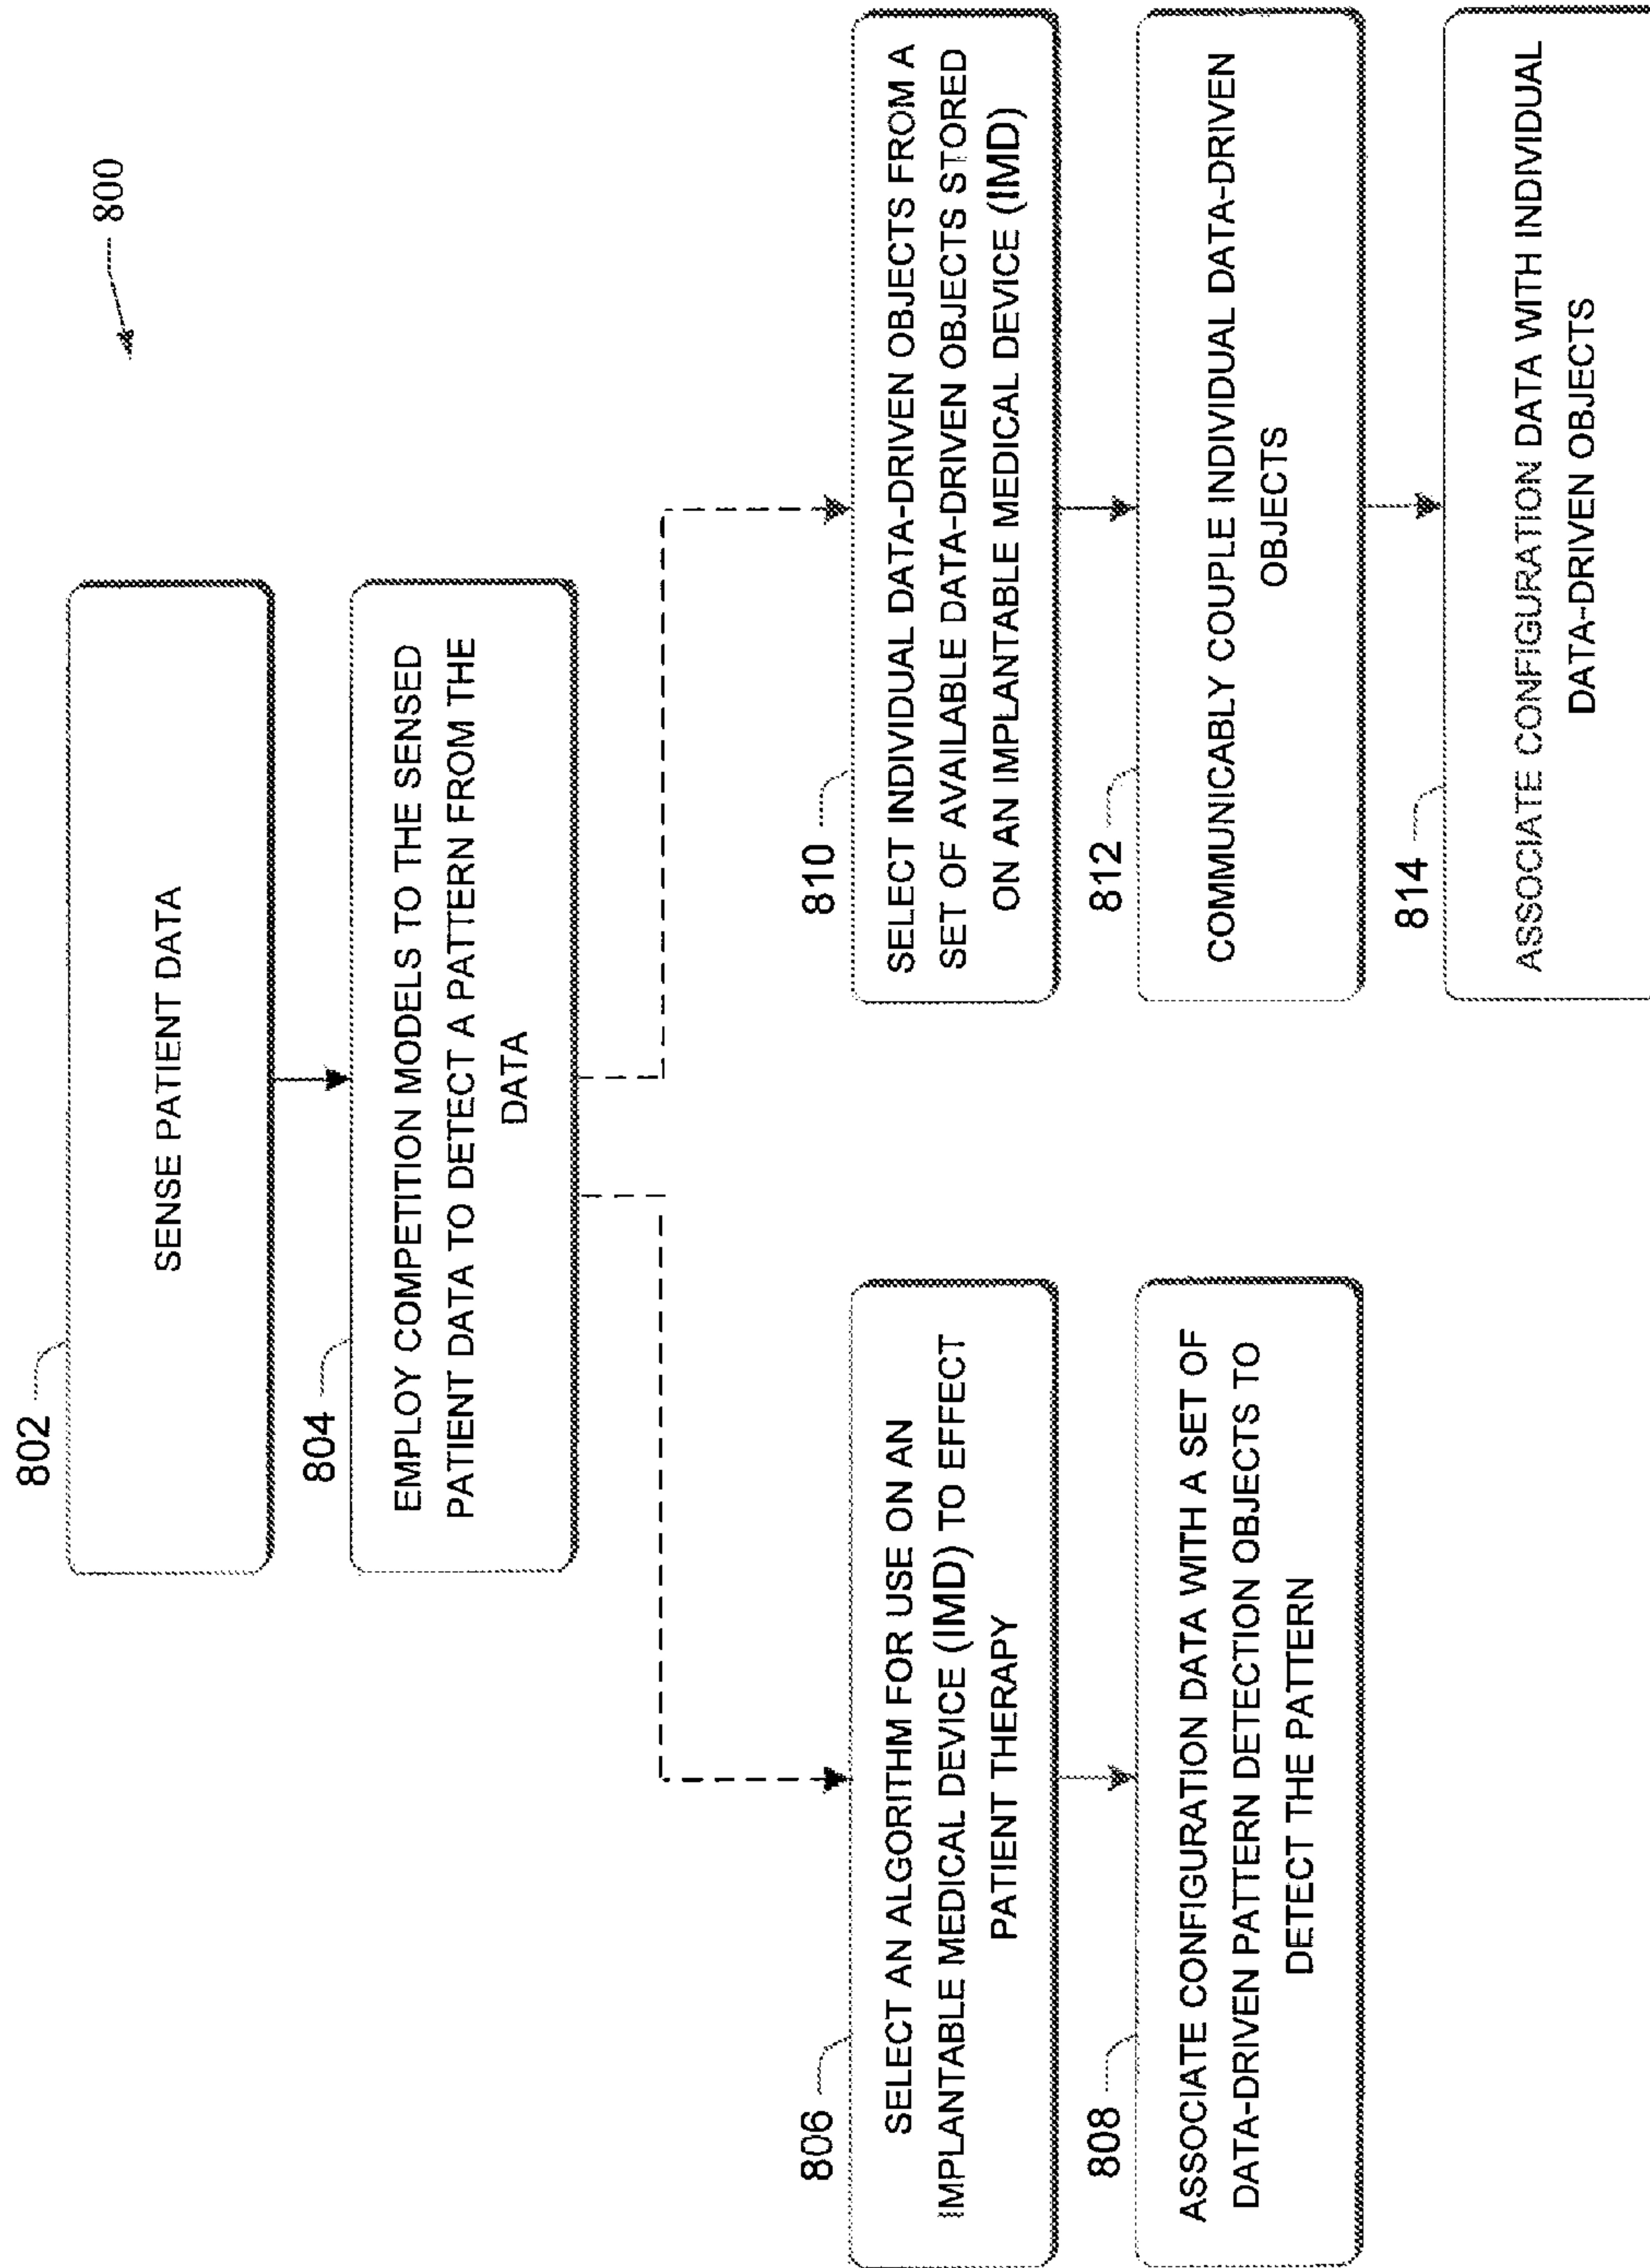 800
802
SENSE PATIENT DATA
804
EMPLOY COMPETITION MODELS TO THE SENSED
PATIENT DATA TO DETECT A PATTERN FROM THE
DATA
806
SELECT AN ALGORITHM FOR USE ON AN
IMPLANTABLE MEDICAL DEVICE (IMD) TO EFFECT
PATIENT THERAPY
808
ASSOCIATE CONFIGURATION DATA WITH A SET OF
DATA-DRIVEN PATTERN DETECTION OBJECTS TO
DETECT THE PATTERN
810
SELECT INDIVIDUAL DATA-DRIVEN OBJECTS FROM A
SET OF AVAILABLE DATA-DRIVEN OBJECTS STORED
ON AN IMPLANTABLE MEDICAL DEVICE (IMD)
812
COMMUNICABLY COUPLE INDIVIDUAL DATA-DRIVEN
OBJECTS
814
ASSOCIATE CONFIGURATION DATA WITH INDIVIDUAL
DATA-DRIVEN OBJECTS